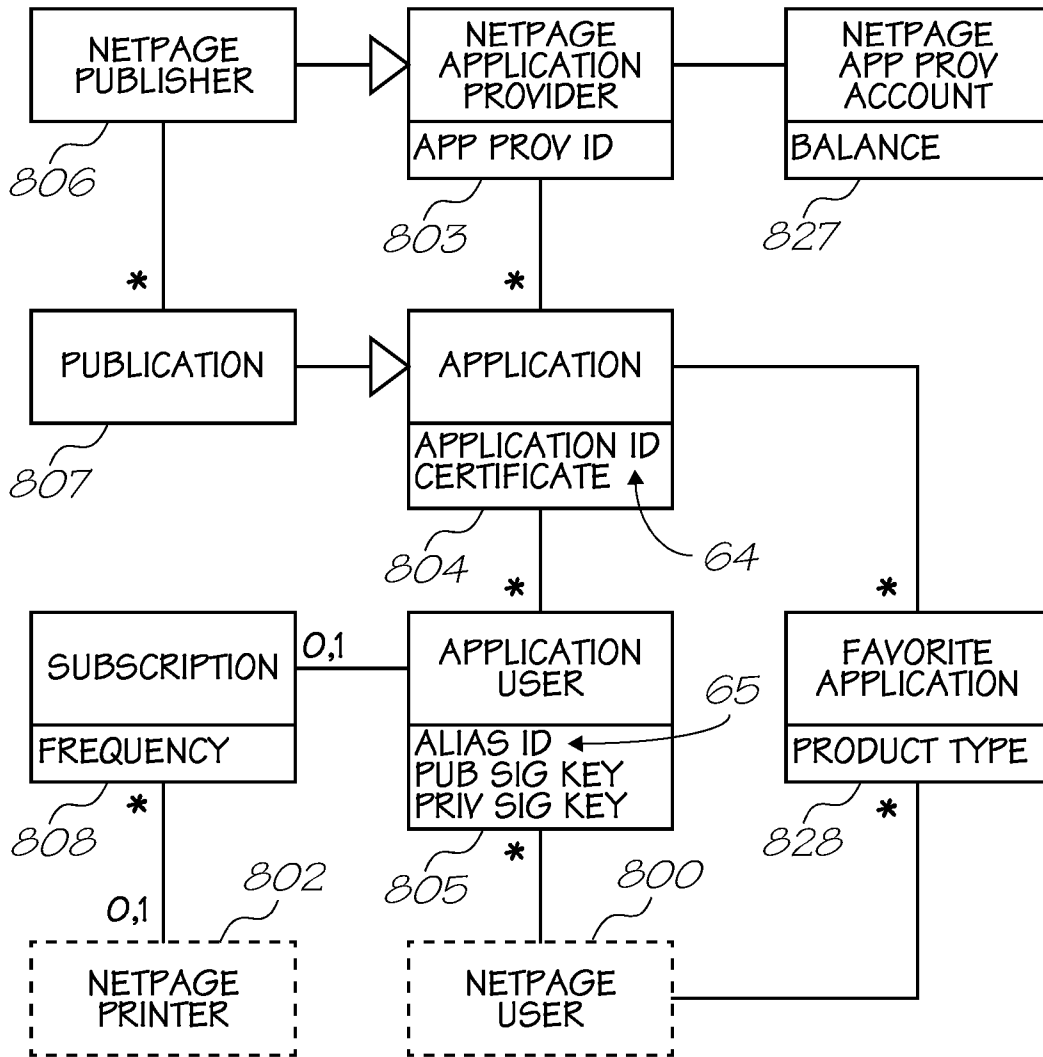 NETPAGE
PUBLISHER
NETPAGE
APPLICATION
PROVIDER
NETPAGE
APP PROV
ACCOUNT
APP PROV ID
BALANCE
806
803
827
*
*
PUBLICATION
APPLICATION
APPLICATION ID
CERTIFICATE
807
804
64
*
*
SUBSCRIPTION
0,1
APPLICATION
USER
FAVORITE
APPLICATION
65
FREQUENCY
ALIAS ID
PUB SIG KEY
PRIV SIG KEY
PRODUCT TYPE
*
*
808
805
*
828
802
800
0,1
NETPAGE
PRINTER
NETPAGE
USER